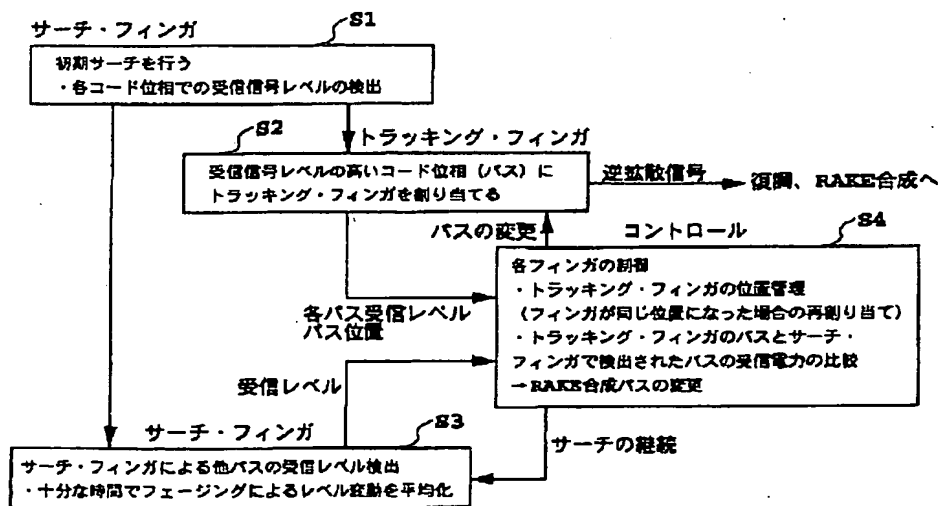 S1
サーチ・フィンガ
初期サーチを行う
・各コード位相での受信信号レベルの検出
S2
トラッキング・フィンガ
受信信号レベルの高いコード位相（パス）に
トラッキング・フィンガを割り当てる
逆拡散信号
復調、RAKE合成へ
パスの変更
コントロール
S4
各フィンガの制御
・トラッキング・フィンガの位置管理
（フィンガが同じ位置になった場合の再割り当て）
・トラッキング・フィンガのパスとサーチ・
フィンガで検出されたパスの受信電力の比較
→RAKE合成パスの変更
各パス受信レベル
パス位置
受信レベル
サーチ・フィンガ
S3
サーチの継続
サーチ・フィンガによる他パスの受信レベル検出
・十分な時間でフェージングによるレベル変動を平均化